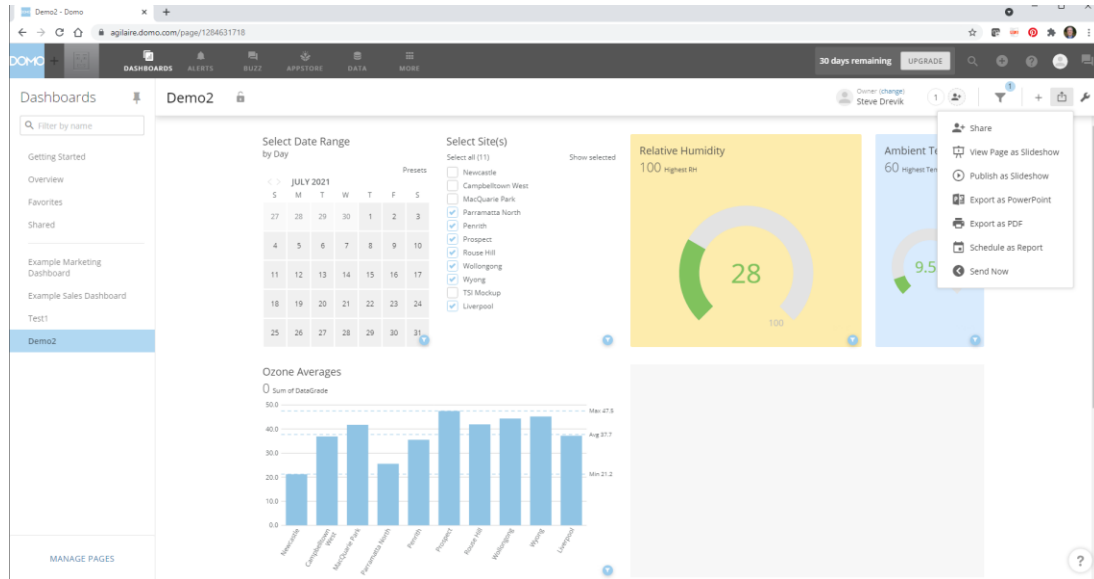 Demo2 - Domo
agilaire.domo.com/page/1284631718
DOMO
DASHBOARDS
ALERTS
BUZZ
APPSTORE
DATA
MORE
30 days remaining
UPGRADE
Dashboards
Filter by name
Getting Started
Overview
Favorites
Shared
Example Marketing
Dashboard
Example Sales Dashboard
Test1
Demo2
MANAGE PAGES
Demo2
Owner (change)
Steve Drevik
1
1
Share
View Page as Slideshow
Publish as Slideshow
Export as PowerPoint
Export as PDF
Schedule as Report
Send Now
Select Date Range
by Day
Presets
JULY 2021
S M T W T F S
27 28 29 30 1 2 3
4 5 6 7 8 9 10
11 12 13 14 15 16 17
18 19 20 21 22 23 24
25 26 27 28 29 30 31
Select Site(s)
Select all (11)
Show selected
Newcastle
Campbelltown West
MacQuarie Park
Parramatta North
Penrith
Prospect
Rouse Hill
Wollongong
Wyong
TSI Mockup
Liverpool
Relative Humidity
100 Highest RH
28
100
Ambient Te
60 Highest Ten
9.5
Ozone Averages
0 Sum of DataGrade
50.0
40.0
30.0
20.0
10.0
0.0
Max 47.5
Avg 37.7
Min 21.2
Newcastle
Campbelltown
West
MacQuarie Park
Parramatta North
Penrith
Prospect
Rouse Hill
Wollongong
Wyong
Liverpool
?